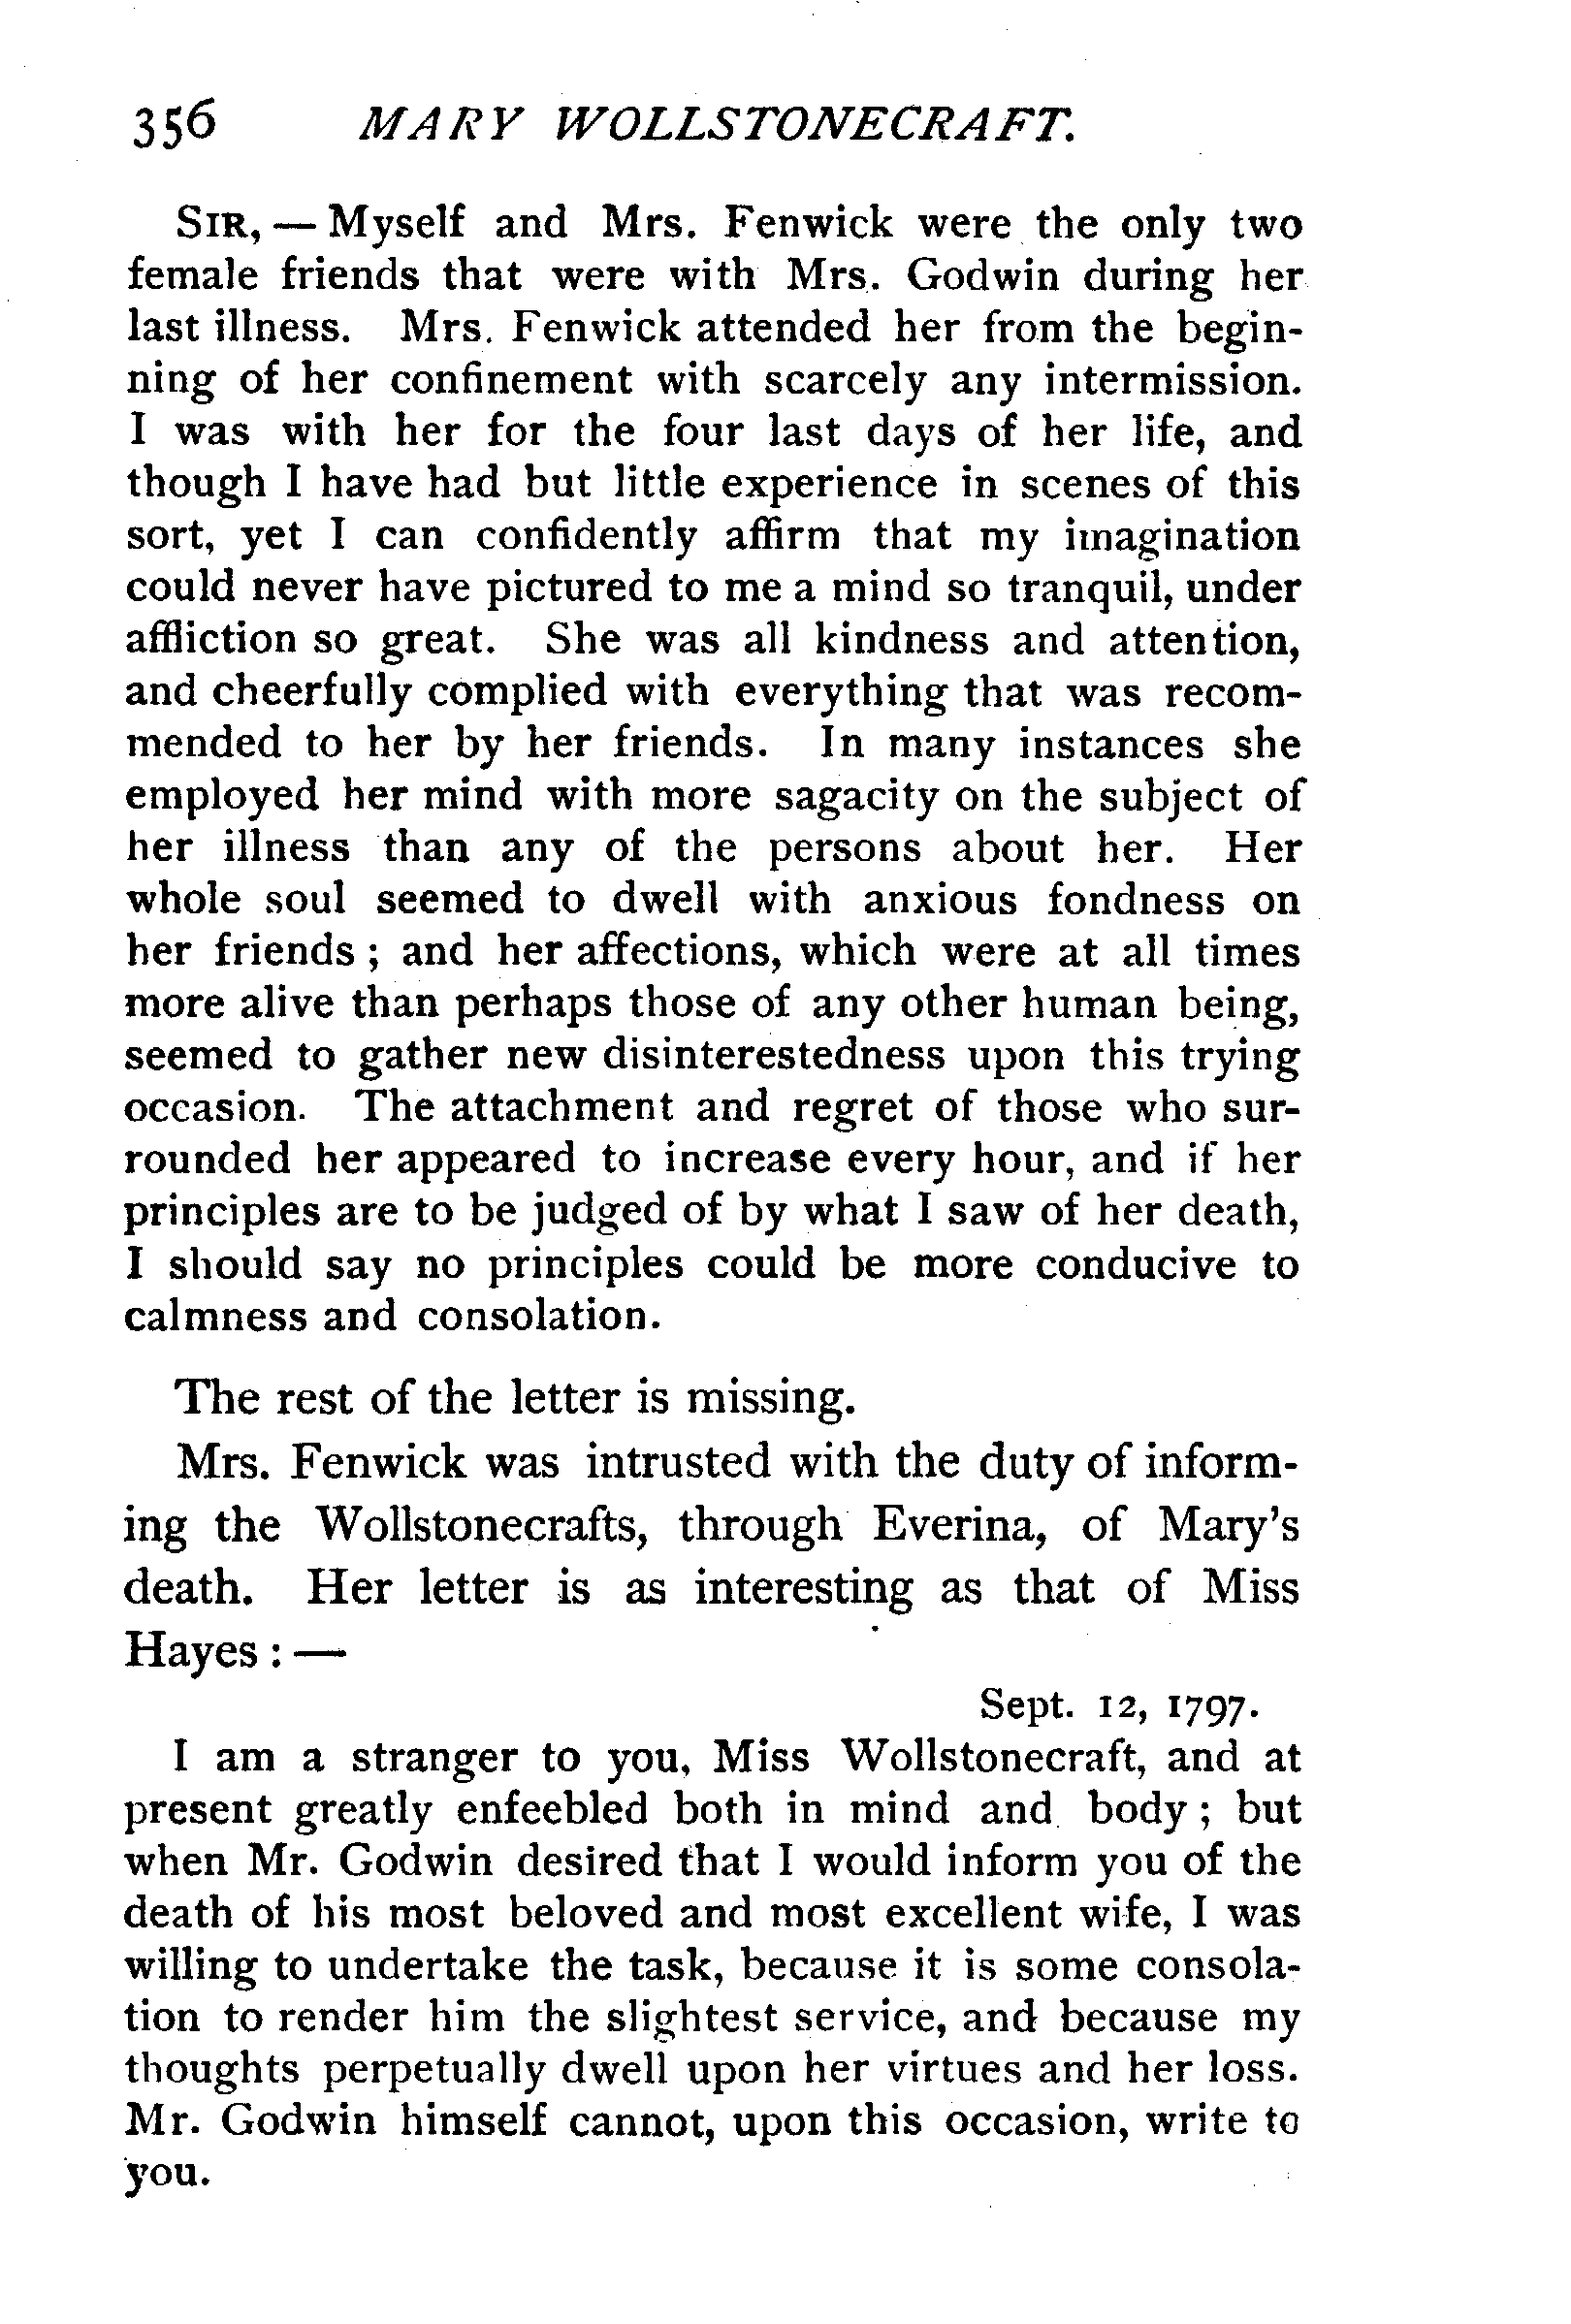 356 MARY WOLLSTONECRAFT.
SIR, — Myself and Mrs. Fenwick were the only two
female friends that were with Mrs. Godwin during her
last illness. Mrs. Fenwick attended her from the begin-
ning of her confinement with scarcely any intermission.
I was with her for the four last days of her life, and
though I have had but little experience in scenes of this
sort, yet I can confidently affirm that my imagination
could never have pictured to me a mind so tranquil, under
affliction so great. She was all kindness and attention,
and cheerfully complied with everything that was recom-
mended to her by her friends. In many instances she
employed her mind with more sagacity on the subject of
her illness than any of the persons about her. Her
whole soul seemed to dwell with anxious fondness on
her friends ; and her affections, which were at all times
more alive than perhaps those of any other human being,
seemed to gather new disinterestedness upon this trying
occasion. The attachment and regret of those who sur-
rounded her appeared to increase every hour, and if her
principles are to be judged of by what I saw of her death,
I should say no principles could be more conducive to
calmness and consolation.
The rest of the letter is missing.
Mrs. Fenwick was intrusted with the duty of inform-
ing the Wollstonecrafts, through Everina, of Mary's
death. Her letter is as interesting as that of Miss
Hayes : —
Sept. 12, 1797.
I am a stranger to you, Miss Wollstonecraft, and at
present greatly enfeebled both in mind and body ; but
when Mr. Godwin desired that I would inform you of the
death of his most beloved and most excellent wife, I was
willing to undertake the task, because it is some consola-
tion to render him the slightest service, and because my
thoughts perpetually dwell upon her virtues and her loss.
Mr. Godwin himself cannot, upon this occasion, write to
you.